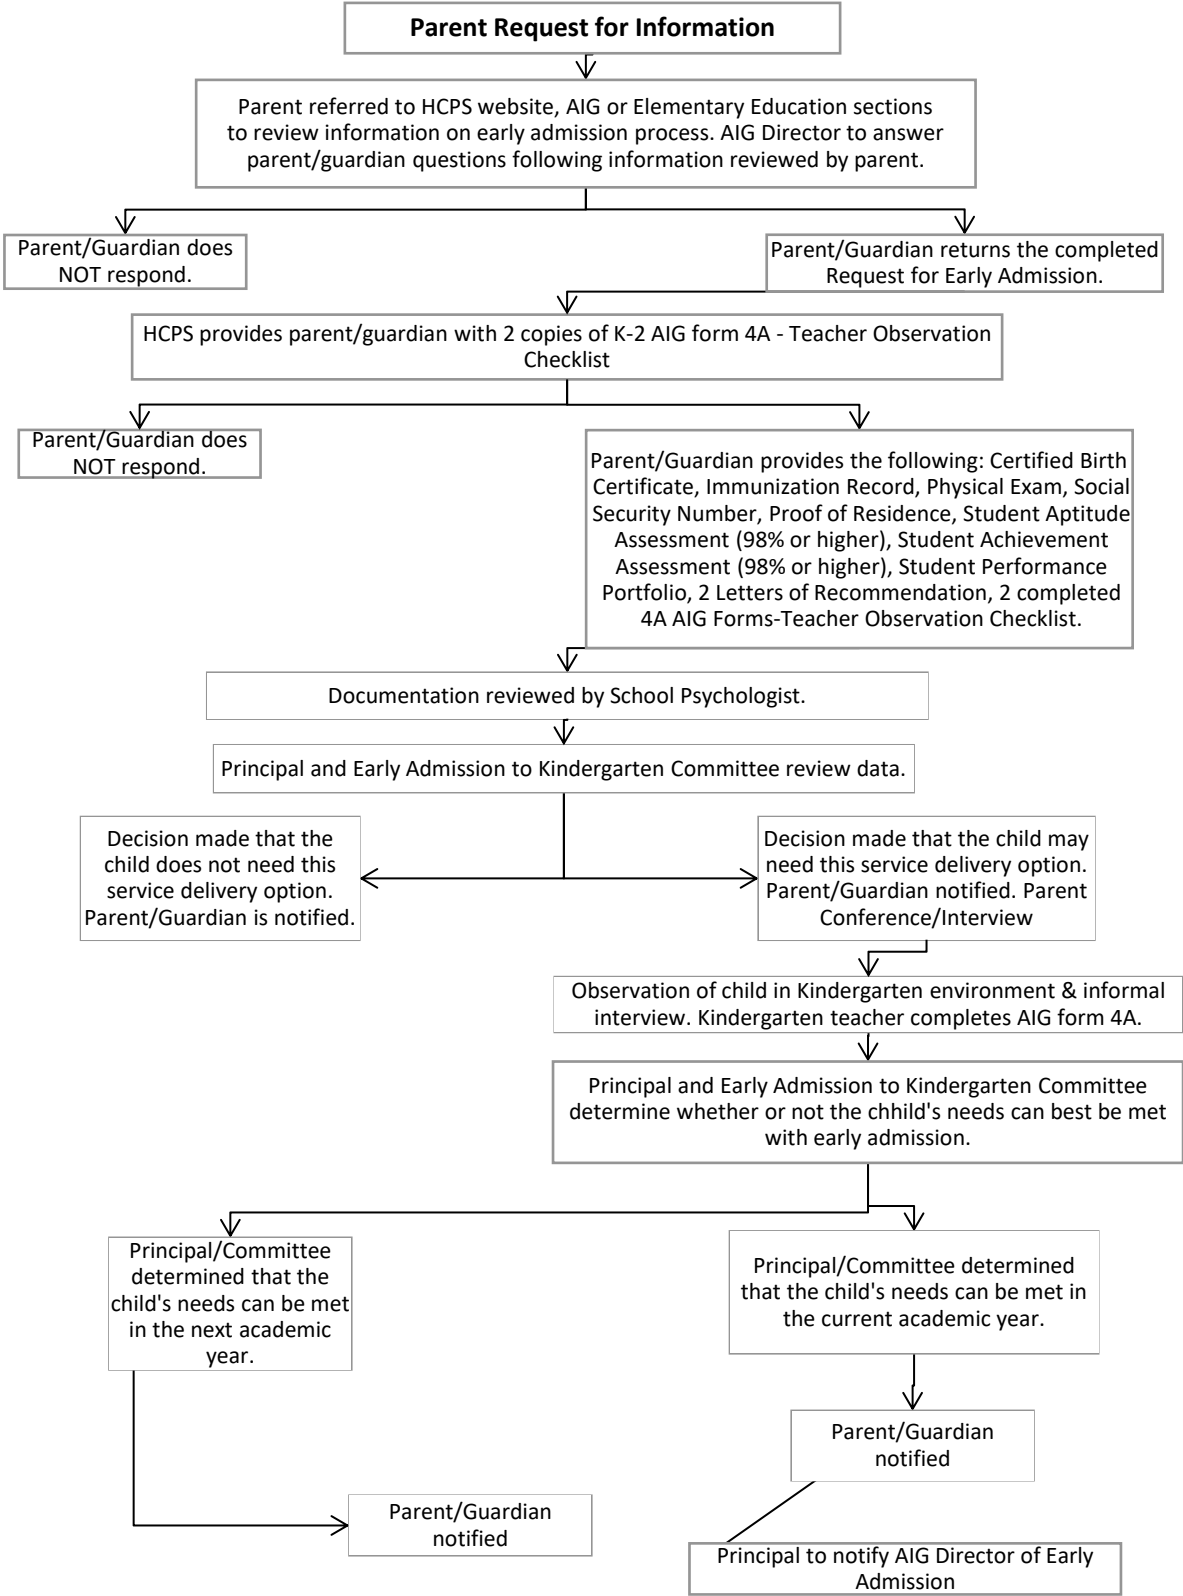 Parent Request for Information
Parent referred to HCPS website, AIG or Elementary Education sections
to review information on early admission process. AIG Director to answer
parent/guardian questions following information reviewed by parent.
Parent/Guardian does
NOT respond.
Parent/Guardian returns the completed
Request for Early Admission.
HCPS provides parent/guardian with 2 copies of K-2 AIG form 4A - Teacher Observation
Checklist
Parent/Guardian does
NOT respond.
Parent/Guardian provides the following: Certified Birth
Certificate, Immunization Record, Physical Exam, Social
Security Number, Proof of Residence, Student Aptitude
Assessment (98% or higher), Student Achievement
Assessment (98% or higher), Student Performance
Portfolio, 2 Letters of Recommendation, 2 completed
4A AIG Forms-Teacher Observation Checklist.
Documentation reviewed by School Psychologist.
Principal and Early Admission to Kindergarten Committee review data.
Decision made that the
child does not need this
service delivery option.
Parent/Guardian is notified.
Decision made that the child may
need this service delivery option.
Parent/Guardian notified. Parent
Conference/Interview
Observation of child in Kindergarten environment & informal
interview. Kindergarten teacher completes AIG form 4A.
Principal and Early Admission to Kindergarten Committee
determine whether or not the chhild's needs can best be met
with early admission.
Principal/Committee
determined that the
child's needs can be met
in the next academic
year.
Principal/Committee determined
that the child's needs can be met in
the current academic year.
Parent/Guardian
notified
Parent/Guardian
notified
Principal to notify AIG Director of Early
Admission